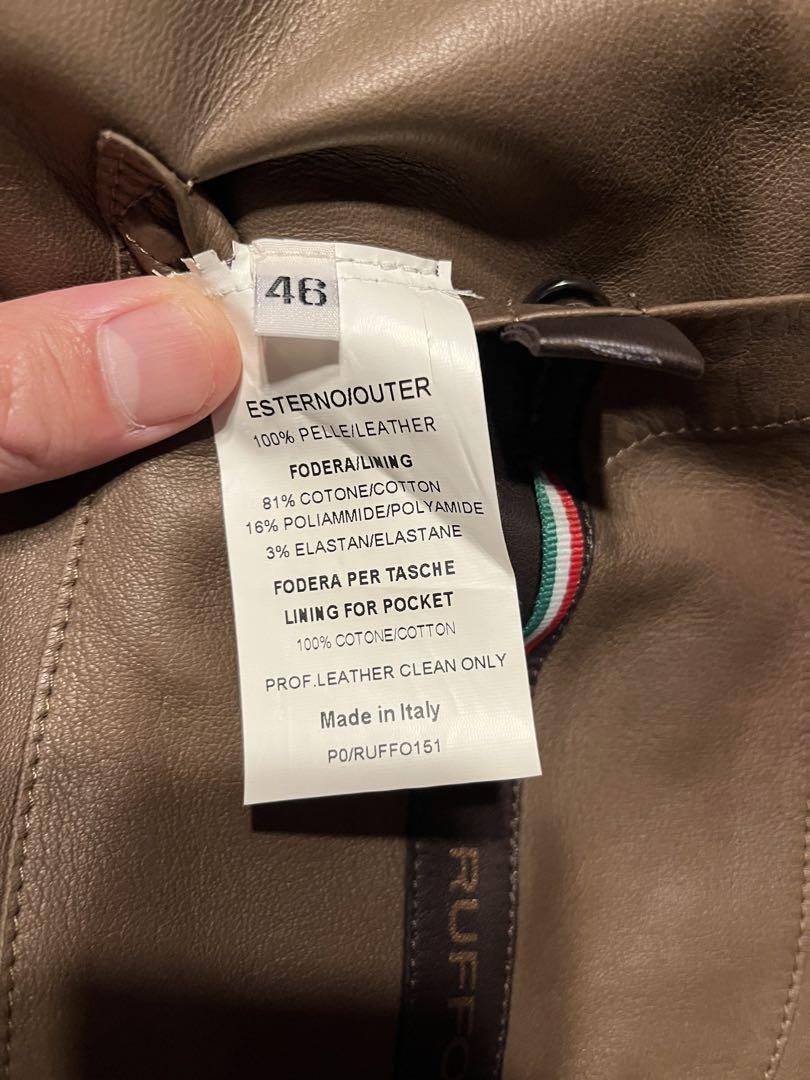 46
ESTERNO/OUTER
100% PELLE/LEATHER
FODERA/LINING
81% COTONE/COTTON
16% POLIAMMIDE/POLYAMIDE
3% ELASTAN/ELASTANE
FODERA PER TASCHE
LINING FOR POCKET
100% COTONE/COTTON
PROF.LEATHER CLEAN ONLY
Made in Italy
P0/RUFFO151
RUFFO